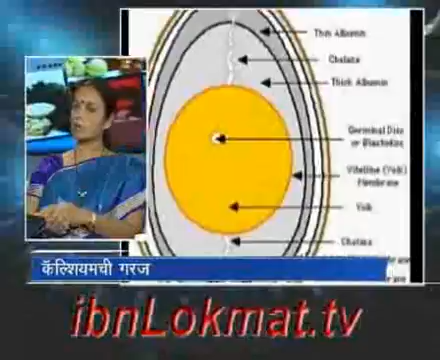 Thin Albumin
Chalaza
Thick Albumin
Germinal Disc
or Blastodisc
Vitelline (Yolk)
Membrane
Yolk
Chalaza
कॅल्शियमची गरज
ibnLokmat.tv